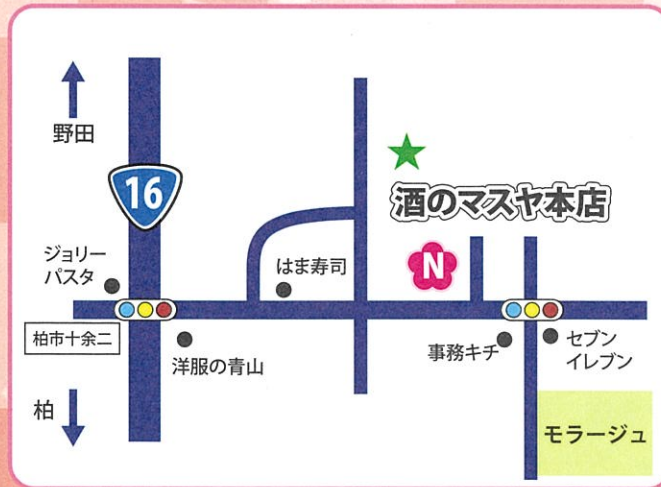 野田
16
酒のマスヤ本店
ジョリー
パスタ
はま寿司
N
柏市十余二
洋服の青山
事務キチ
セブン
イレブン
柏
モラージュ